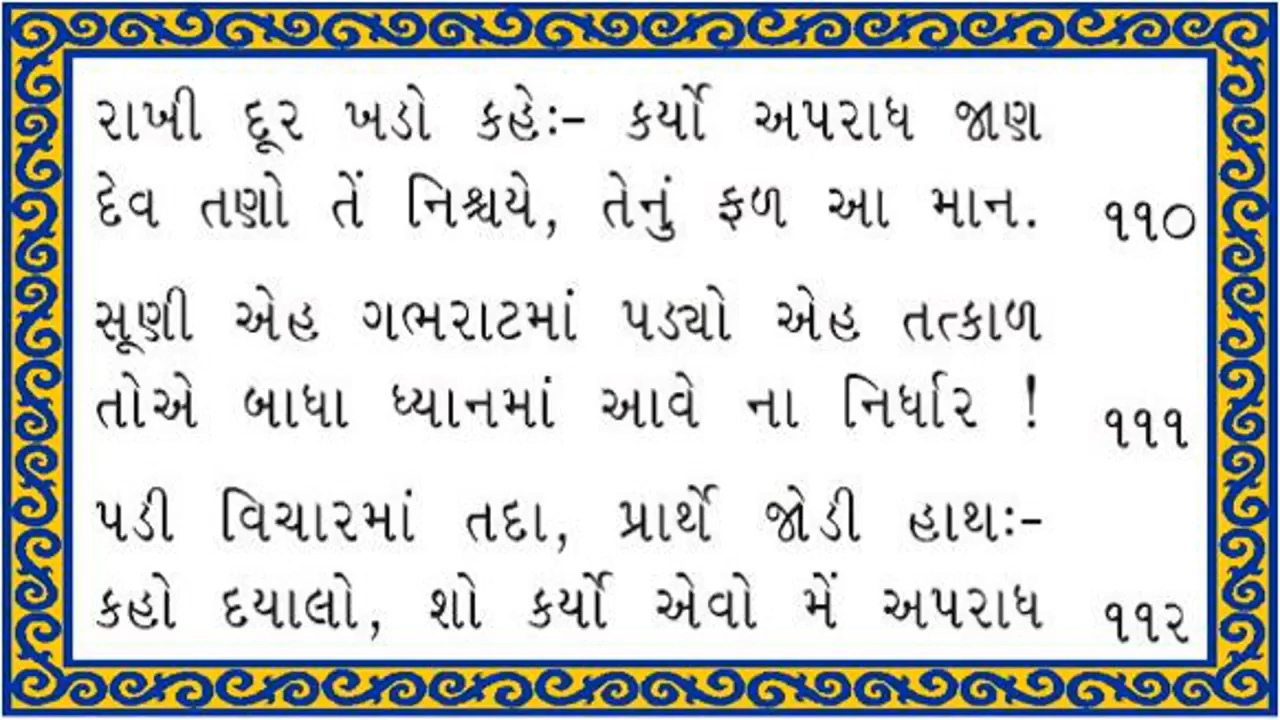 રાખી દૂર ખડો કહેઃ- કર્યો અપરાધ જાણ
દેવ તણો તેં નિશ્ચયે, તેનું ફળ આ માન. ૧૧૦
સૂણી એહ ગભરાટમાં પડ્યો એહ તત્કાળ
તોએ બાધા ધ્યાનમાં આવે ના નિર્ધાર ! ૧૧૧
પડી વિચારમાં તદા, પ્રાર્થે જોડી હાથઃ-
કહો દયાલો, શો કર્યો એવો મેં અપરાધ ૧૧૨